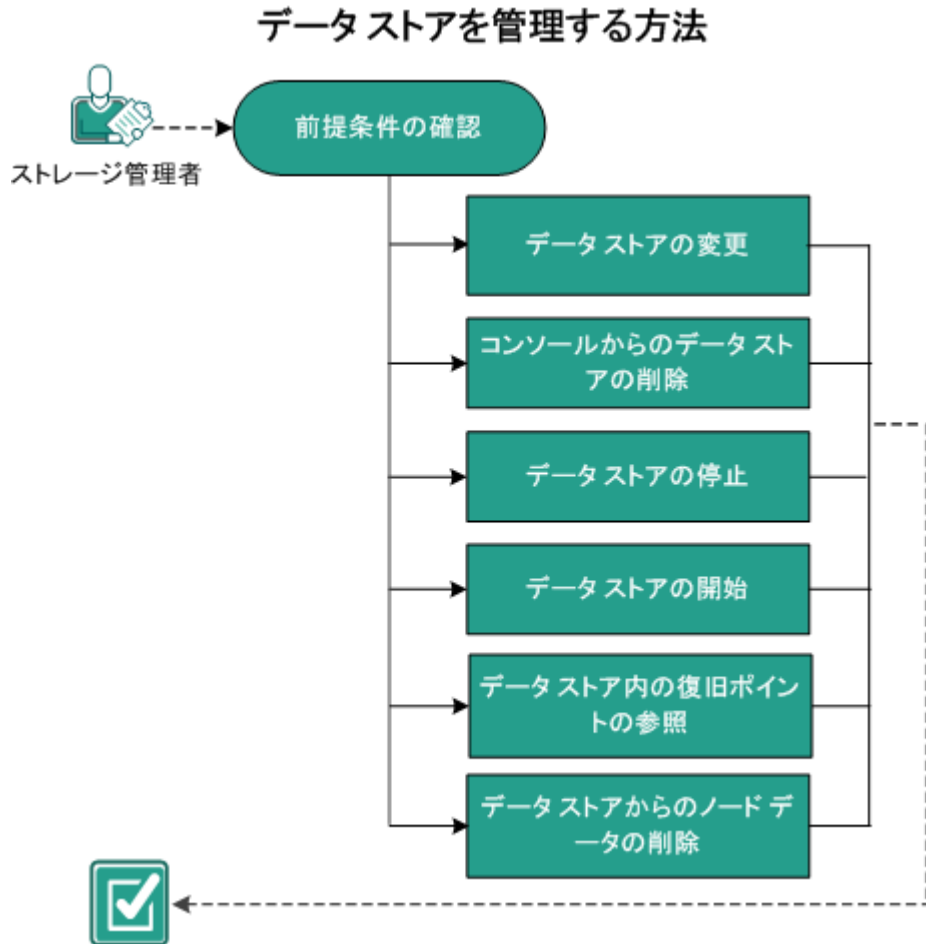 データストアを管理する方法
ストレージ管理者
前提条件の確認
データストアの変更
コンソールからのデータスト
アの削除
データストアの停止
データストアの開始
データストア内の復旧ポイン
トの参照
データストアからのノード デ
ータの削除